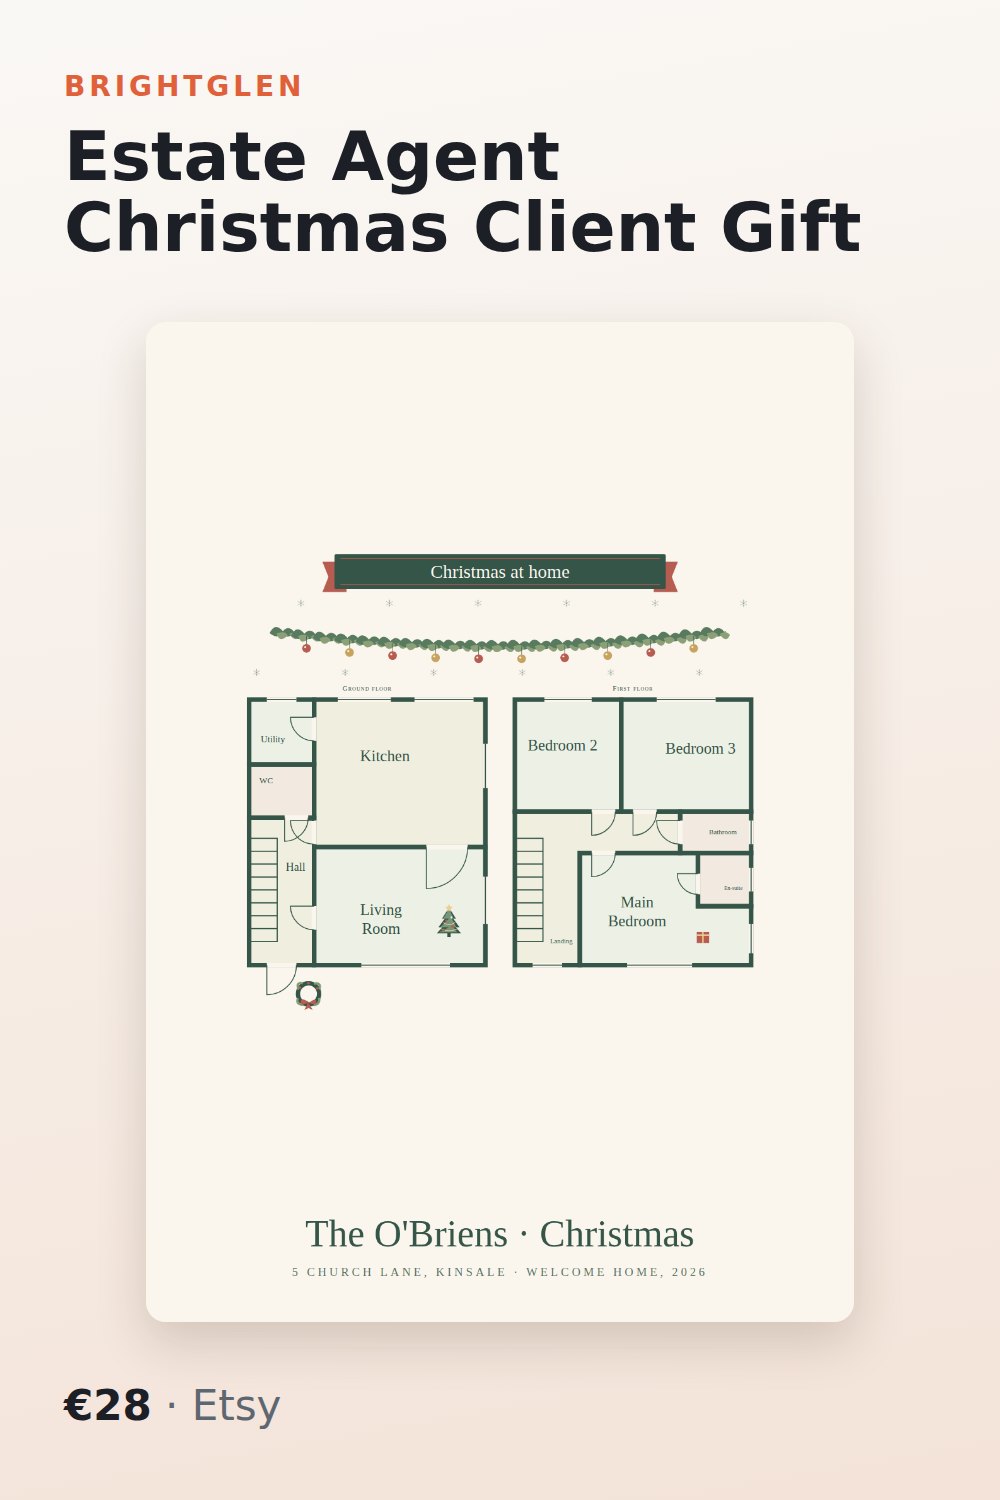 BRIGHTGLEN
Estate Agent
Christmas Client Gift
Christmas at home
Ground floor
First floor
Utility
WC
Kitchen
Hall
Living
Room
Bedroom 2
Bedroom 3
Bathroom
En-suite
Main
Bedroom
Landing
The O'Briens · Christmas
5 CHURCH LANE, KINSALE · WELCOME HOME, 2026
€28 · Etsy